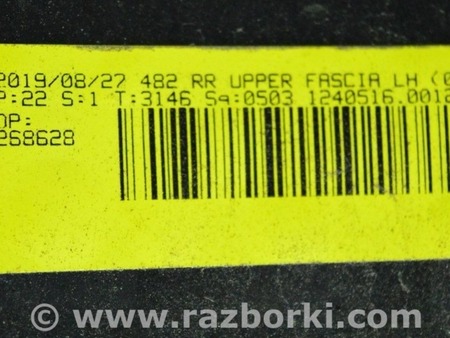 2019/08/27 482 RR UPPER FASCIA LH (0
P:22 S:1 T:3146 Sq:0503 1240516.0012
OP:
268628
© www.razborki.com